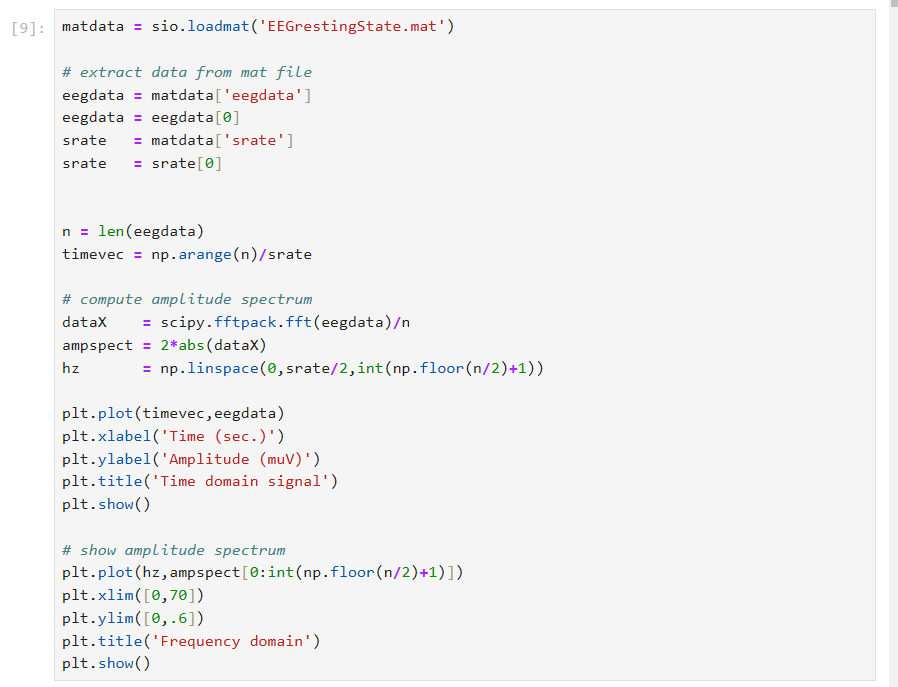 [9]:
matdata = sio.loadmat('EEGrestingState.mat')
# extract data from mat file
eegdata = matdata['eegdata']
eegdata = eegdata[0]
srate   = matdata['srate']
srate   = srate[0]
n = len(eegdata)
timevec = np.arange(n)/srate
# compute amplitude spectrum
dataX    = scipy.fftpack.fft(eegdata)/n
ampspect = 2*abs(dataX)
hz       = np.linspace(0,srate/2,int(np.floor(n/2)+1))
plt.plot(timevec,eegdata)
plt.xlabel('Time (sec.)')
plt.ylabel('Amplitude (muV)')
plt.title('Time domain signal')
plt.show()
# show amplitude spectrum
plt.plot(hz,ampspect[0:int(np.floor(n/2)+1)])
plt.xlim([0,70])
plt.ylim([0,.6])
plt.title('Frequency domain')
plt.show()